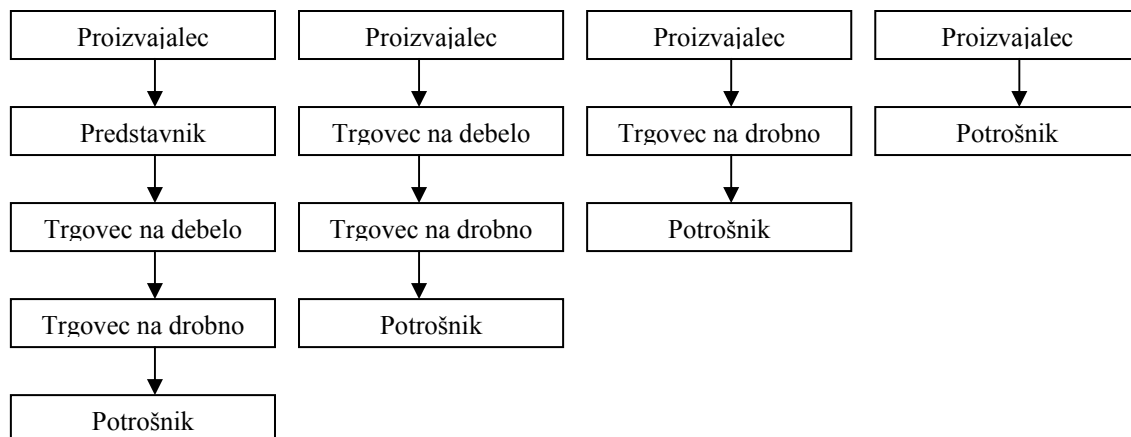 Proizvajalec
Predstavnik
Trgovec na debelo
Trgovec na drobno
Potrošnik
Proizvajalec
Trgovec na debelo
Trgovec na drobno
Potrošnik
Proizvajalec
Trgovec na drobno
Potrošnik
Proizvajalec
Potrošnik